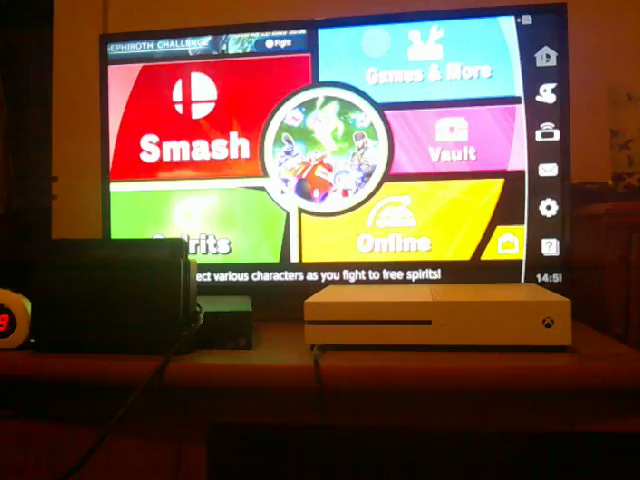 EPHIROTH CHALLENGE
Fight
Games & More
Smash
Vault
Spirits
Online
ect various characters as you fight to free spirits!
14:5